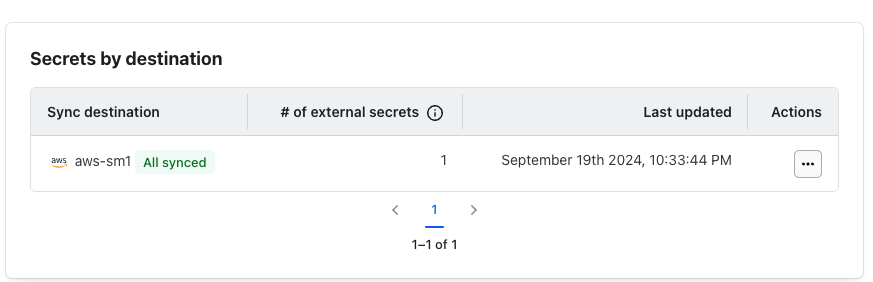 Secrets by destination
Sync destination # of external secrets Last updated Actions
aws aws-sm1 All synced 1 September 19th 2024, 10:33:44 PM
1
1–1 of 1